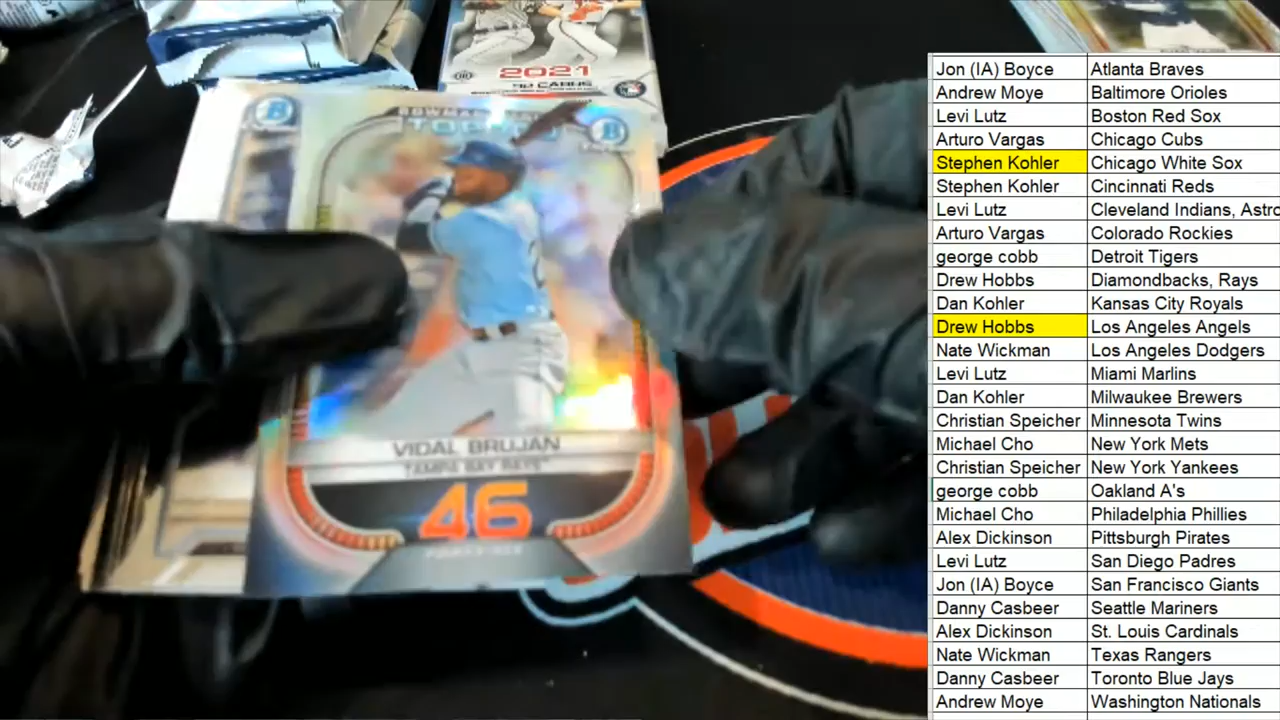 2021
BOWMAN
TOP 100
VIDAL BRUJAN
TAMPA BAY RAYS
46
FORTY-SIX
Jon (IA) Boyce Atlanta Braves
Andrew Moye Baltimore Orioles
Levi Lutz Boston Red Sox
Arturo Vargas Chicago Cubs
Stephen Kohler Chicago White Sox
Stephen Kohler Cincinnati Reds
Levi Lutz Cleveland Indians, Astro
Arturo Vargas Colorado Rockies
george cobb Detroit Tigers
Drew Hobbs Diamondbacks, Rays
Dan Kohler Kansas City Royals
Drew Hobbs Los Angeles Angels
Nate Wickman Los Angeles Dodgers
Levi Lutz Miami Marlins
Dan Kohler Milwaukee Brewers
Christian Speicher Minnesota Twins
Michael Cho New York Mets
Christian Speicher New York Yankees
george cobb Oakland A's
Michael Cho Philadelphia Phillies
Alex Dickinson Pittsburgh Pirates
Levi Lutz San Diego Padres
Jon (IA) Boyce San Francisco Giants
Danny Casbeer Seattle Mariners
Alex Dickinson St. Louis Cardinals
Nate Wickman Texas Rangers
Danny Casbeer Toronto Blue Jays
Andrew Moye Washington Nationals